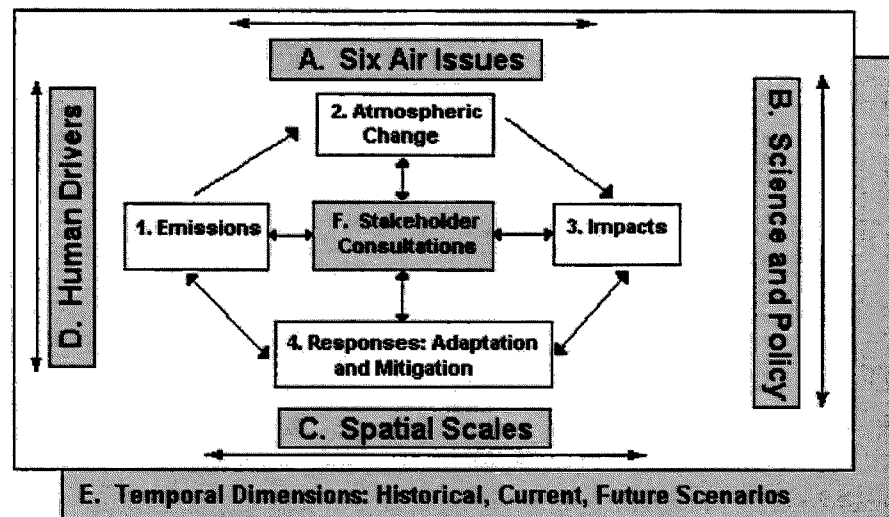 A. Six Air Issues
D. Human Drivers
B. Science and Policy
2. Atmospheric
Change
1. Emissions
F. Stakeholder
Consultations
3. Impacts
4. Responses: Adaptation
and Mitigation
C. Spatial Scales
E. Temporal Dimensions: Historical, Current, Future Scenarios